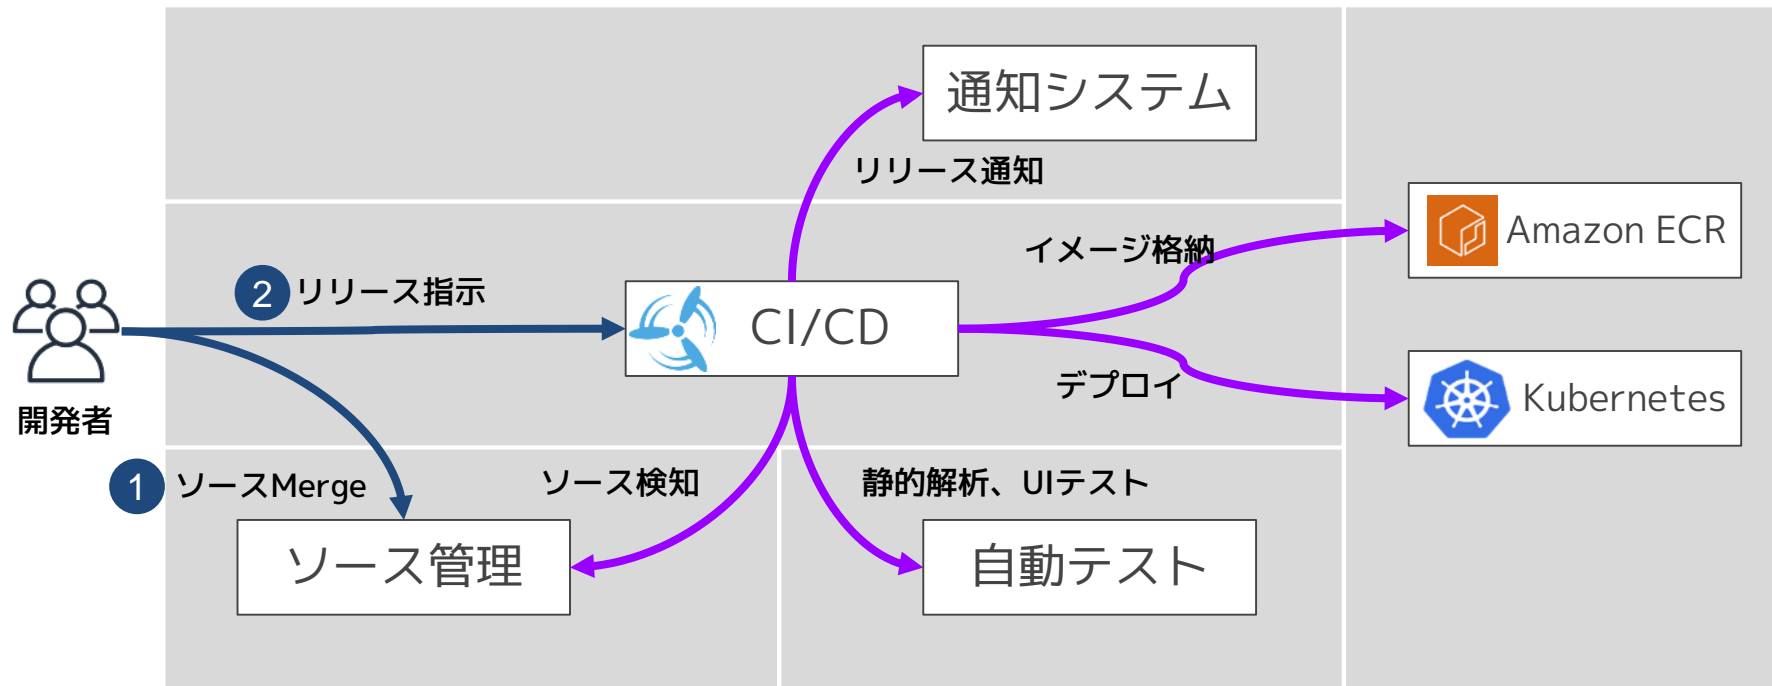 通知システム
リリース通知
イメージ格納
Amazon ECR
2 リリース指示
CI/CD
デプロイ
Kubernetes
開発者
1 ソースMerge
ソース検知
静的解析、UIテスト
ソース管理
自動テスト